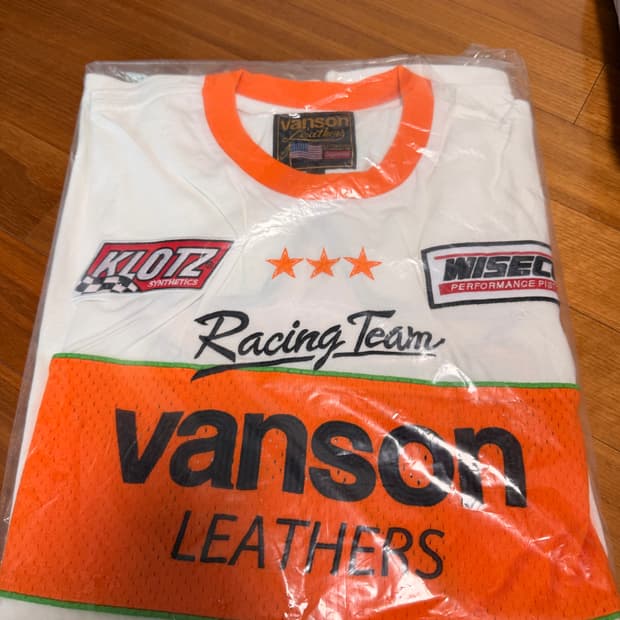 vanson
Leathers
KLOTZ
SYNTHETICS
WISECO
PERFORMANCE PIS
Racing Team
vanson
LEATHERS